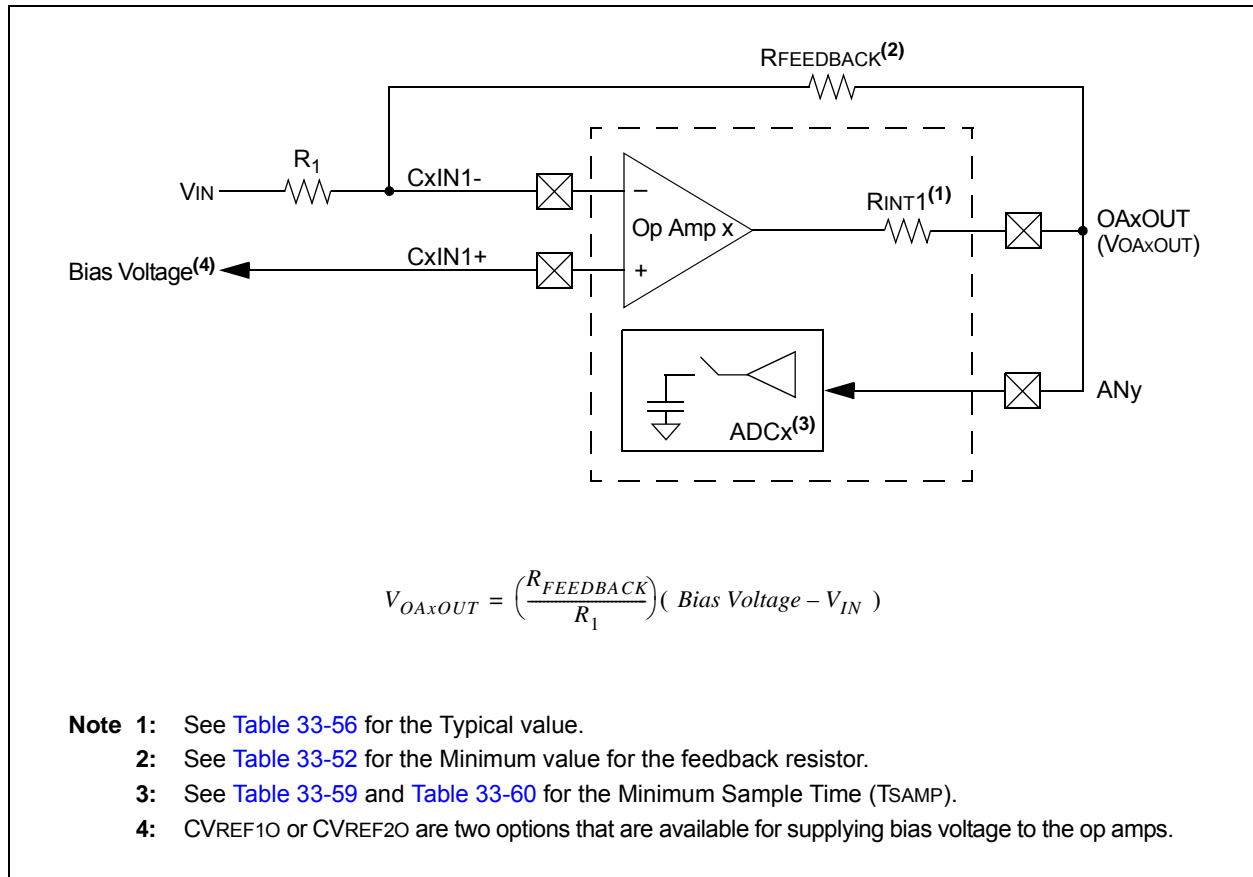 RFEEDBACK(2)
R1
VIN
CxIN1-
–
Op Amp x
RINT1(1)
OAxOUT
(VOAxOUT)
Bias Voltage(4)
CxIN1+
+
ADCx(3)
ANy
VOAxOUT = (RFEEDBACK / R1)( Bias Voltage – VIN )
Note 1: See Table 33-56 for the Typical value.
2: See Table 33-52 for the Minimum value for the feedback resistor.
3: See Table 33-59 and Table 33-60 for the Minimum Sample Time (TSAMP).
4: CVREF1O or CVREF2O are two options that are available for supplying bias voltage to the op amps.